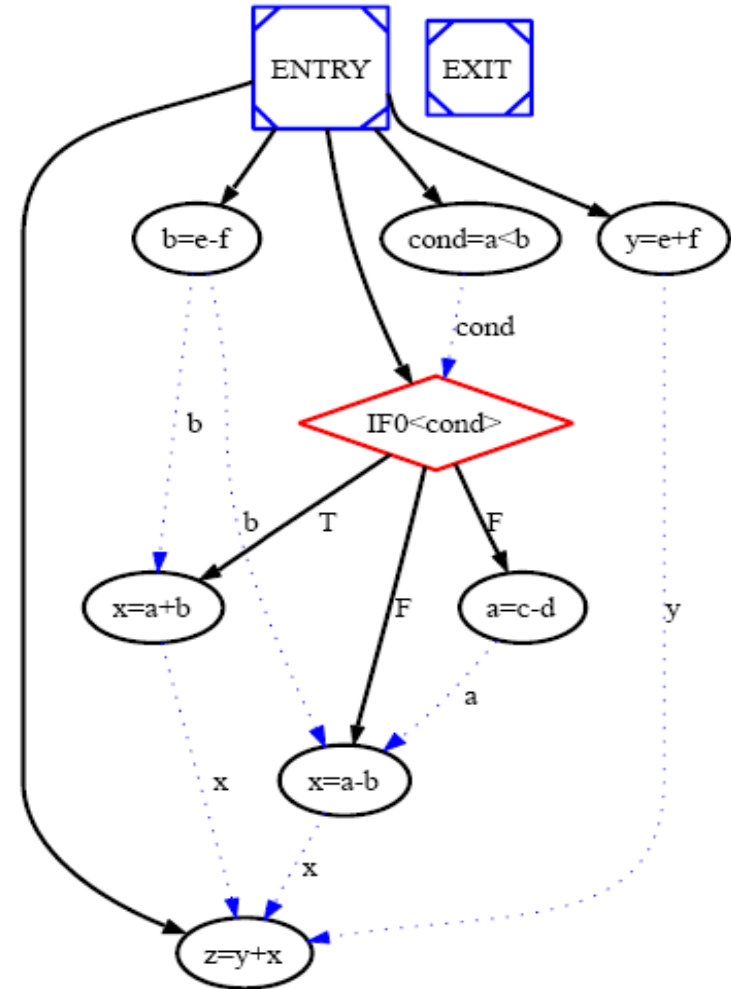 ENTRY
EXIT
b=e-f
cond=a<b
y=e+f
cond
IF0<cond>
b
b
T
F
x=a+b
F
a=c-d
y
a
x
x=a-b
x
z=y+x